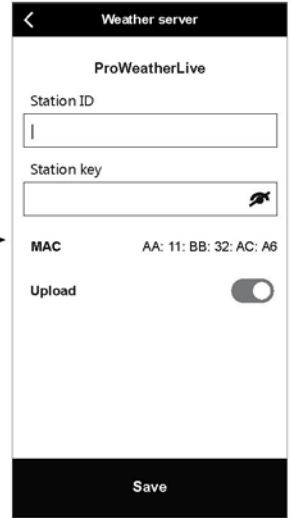 Weather server
ProWeatherLive
Station ID
Station key
MAC AA: 11: BB: 32: AC: A6
Upload
Save